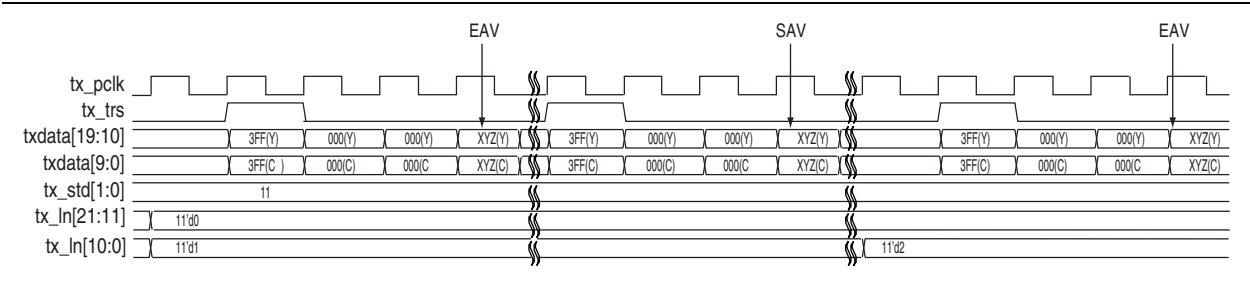 EAV SAV EAV
tx_pclk
tx_trs
txdata[19:10] 3FF(Y) 000(Y) 000(Y) XYZ(Y) 3FF(Y) 000(Y) 000(Y) XYZ(Y) 3FF(Y) 000(Y) 000(Y) XYZ(Y)
txdata[9:0] 3FF(C ) 000(C) 000(C XYZ(C) 3FF(C) 000(C) 000(C XYZ(C) 3FF(C) 000(C) 000(C XYZ(C)
tx_std[1:0] 11
tx_ln[21:11] 11'd0
tx_ln[10:0] 11'd1 11'd2